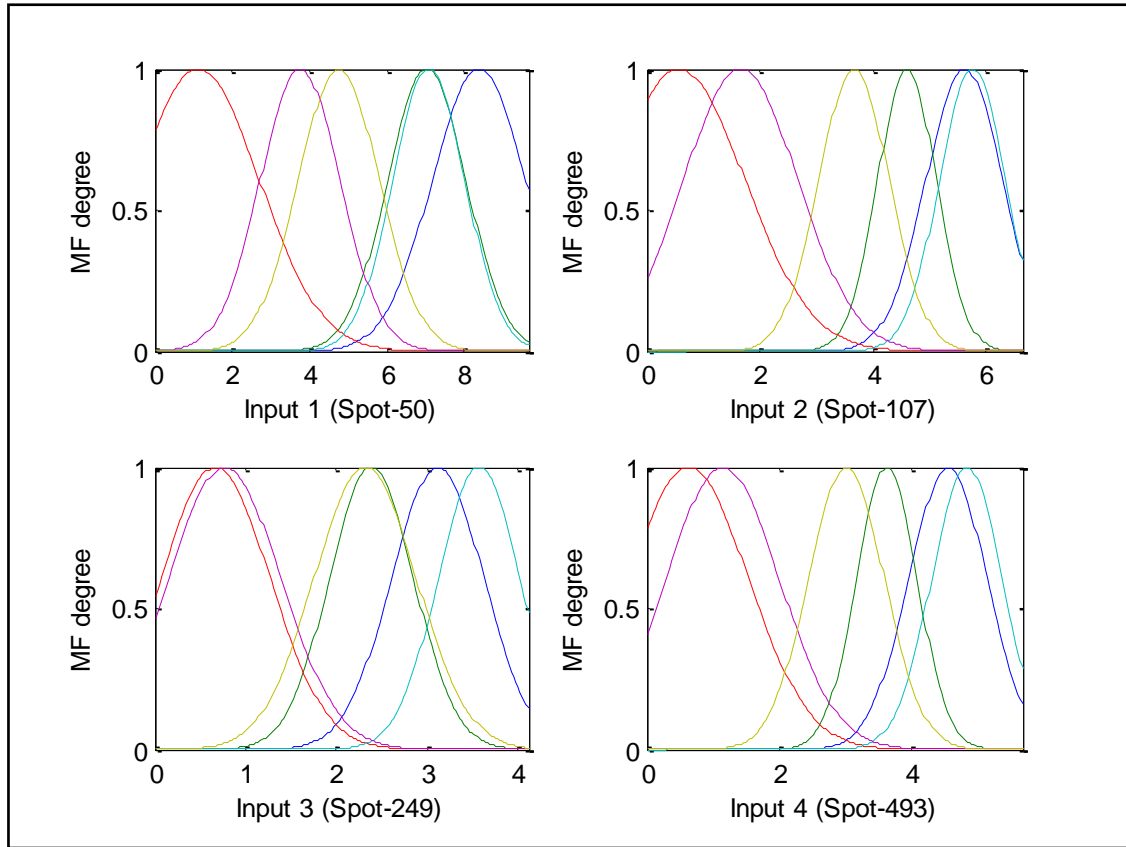 1
0.5
0
MF degree
0 2 4 6 8
Input 1 (Spot-50)
1
0.5
0
MF degree
0 2 4 6
Input 2 (Spot-107)
1
0.5
0
MF degree
0 1 2 3 4
Input 3 (Spot-249)
1
0.5
0
MF degree
0 2 4
Input 4 (Spot-493)